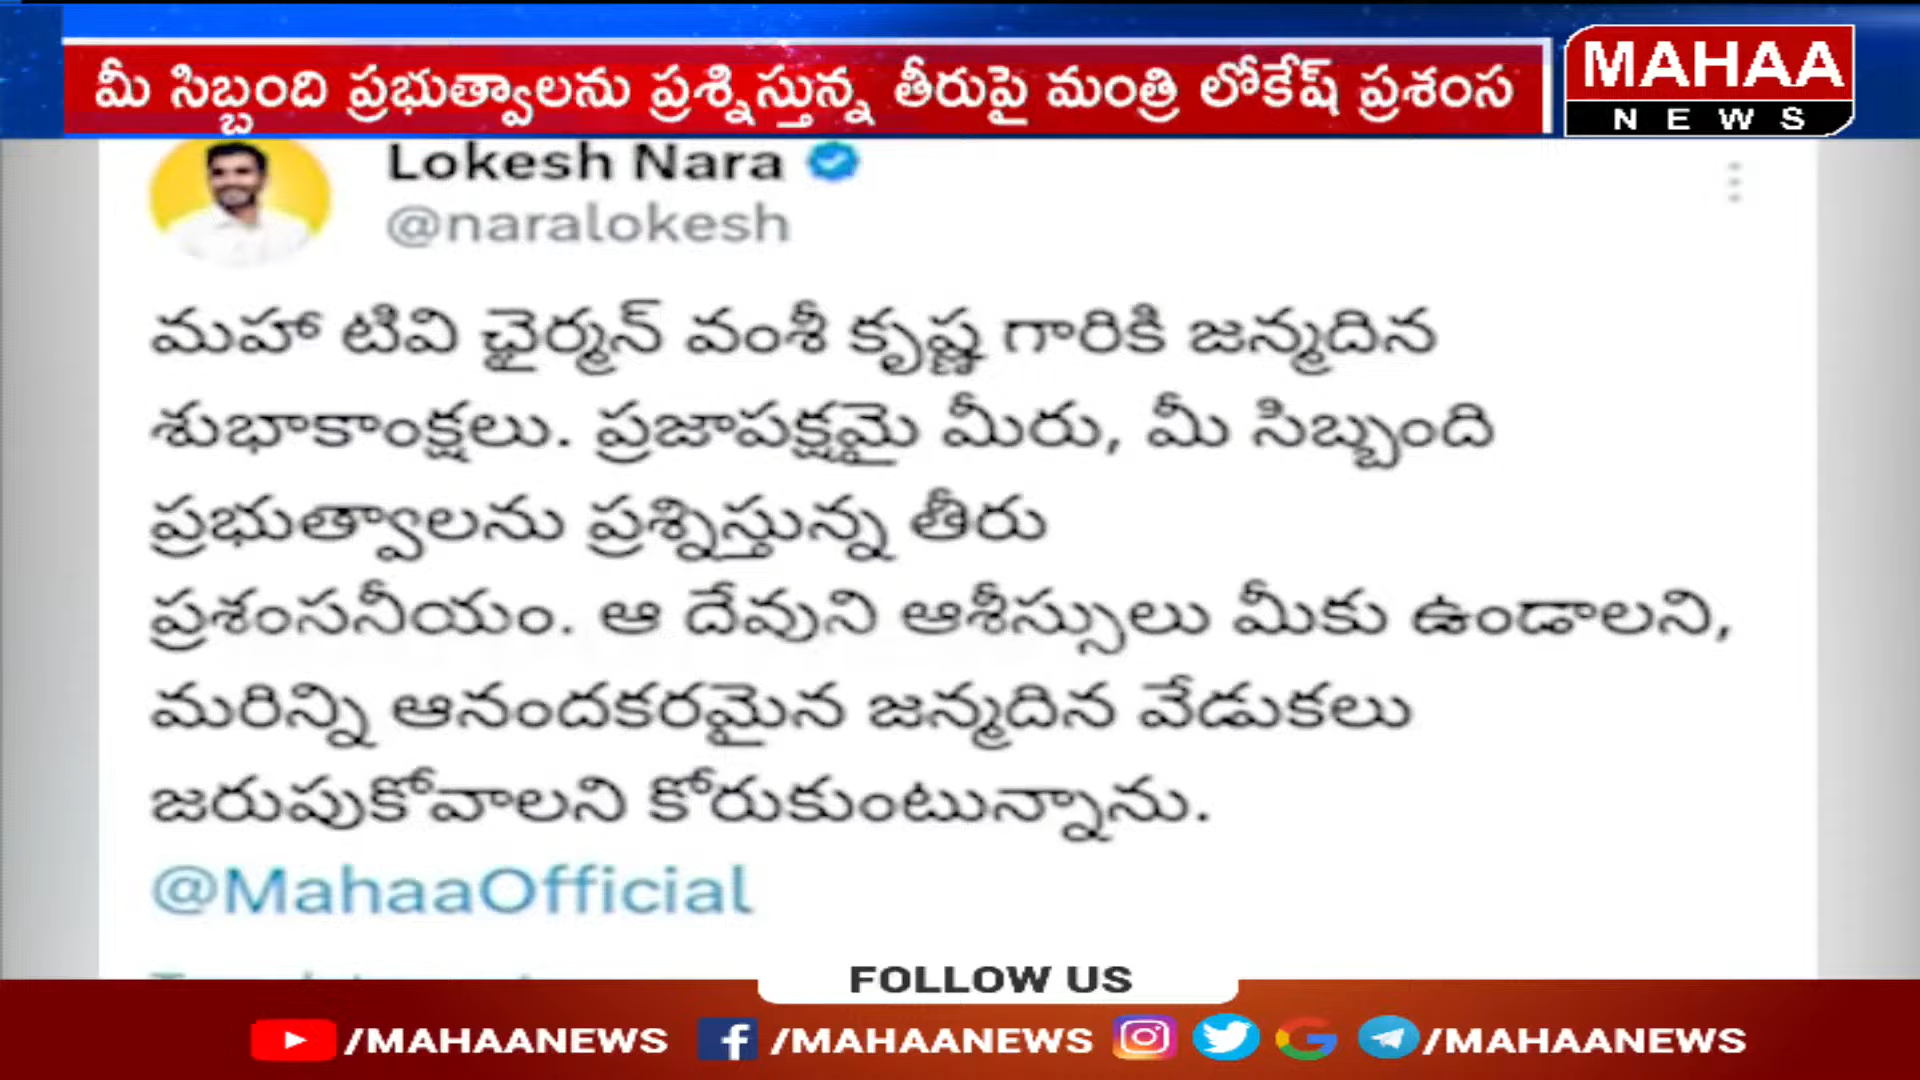 మీ సిబ్బంది ప్రభుత్వాలను ప్రశ్నిస్తున్న తీరుపై మంత్రి లోకేష్ ప్రశంస
MAHAA
NEWS
Lokesh Nara
@naralokesh
మహా టివి ఛైర్మన్ వంశీ కృష్ణ గారికి జన్మదిన
శుభాకాంక్షలు. ప్రజాపక్షమై మీరు, మీ సిబ్బంది
ప్రభుత్వాలను ప్రశ్నిస్తున్న తీరు
ప్రశంసనీయం. ఆ దేవుని ఆశీస్సులు మీకు ఉండాలని,
మరిన్ని ఆనందకరమైన జన్మదిన వేడుకలు
జరుపుకోవాలని కోరుకుంటున్నాను.
@MahaaOfficial
FOLLOW US
/MAHAANEWS /MAHAANEWS /MAHAANEWS